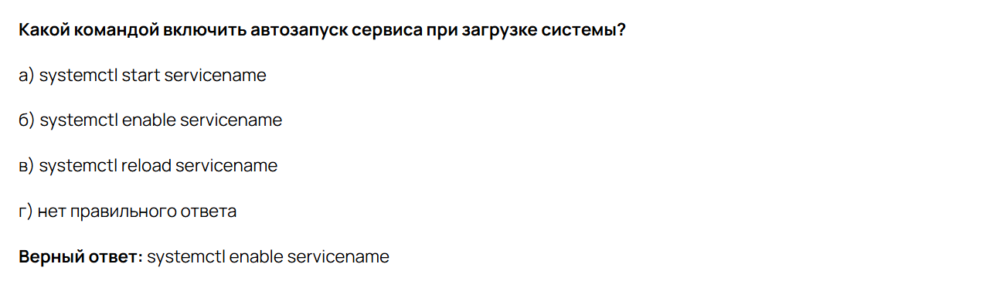 Какой командой включить автозапуск сервиса при загрузке системы?
а) systemctl start servicename
б) systemctl enable servicename
в) systemctl reload servicename
г) нет правильного ответа
Верный ответ: systemctl enable servicename